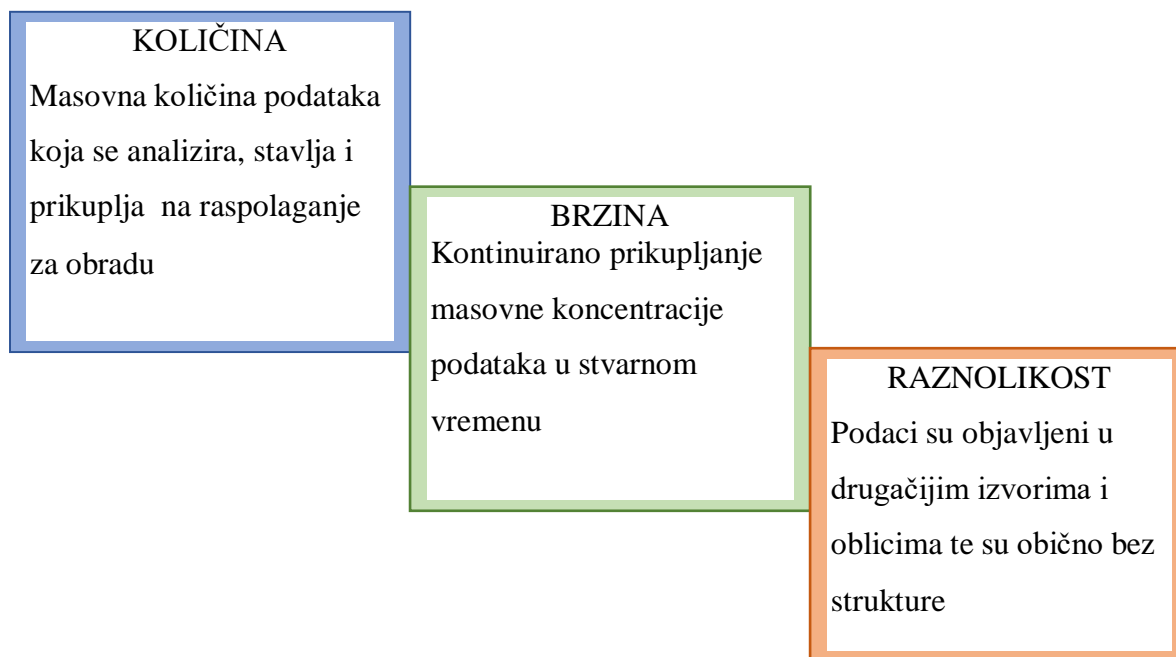 KOLIČINA
Masovna količina podataka
koja se analizira, stavlja i
prikuplja na raspolaganje
za obradu
BRZINA
Kontinuirano prikupljanje
masovne koncentracije
podataka u stvarnom
vremenu
RAZNOLIKOST
Podaci su objavljeni u
drugačijim izvorima i
oblicima te su obično bez
strukture